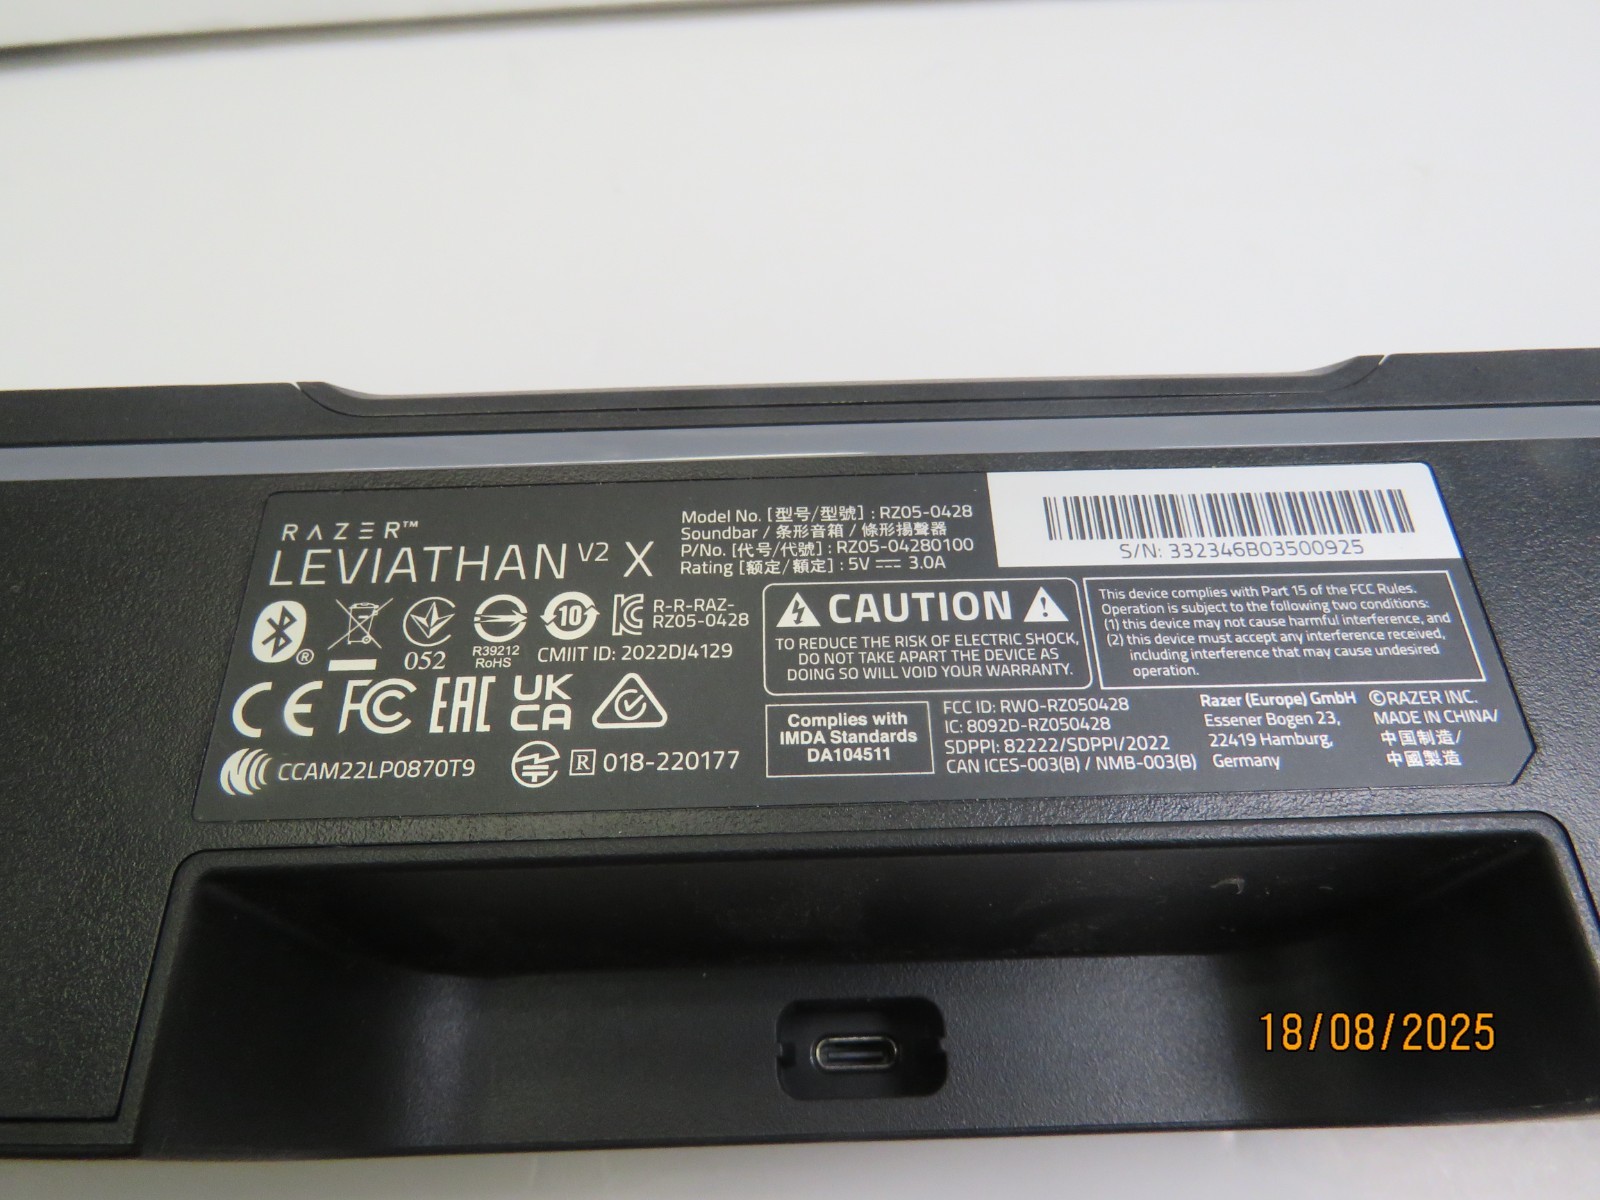 RAZER™
LEVIATHAN V2 X
Model No. [型号/型號] : RZ05-0428
Soundbar / 条形音箱 / 條形揚聲器
P/No. [代号/代號] : RZ05-04280100
Rating [额定/額定] : 5V ⎓ 3.0A
S/N: 332346B03500925
®
052
R39212
RoHS
10
R-R-RAZ-
RZ05-0428
CMIIT ID: 2022DJ4129
CE FC EAC UK
CA
CCAM22LP0870T9
R 018-220177
CAUTION
TO REDUCE THE RISK OF ELECTRIC SHOCK,
DO NOT TAKE APART THE DEVICE AS
DOING SO WILL VOID YOUR WARRANTY.
This device complies with Part 15 of the FCC Rules.
Operation is subject to the following two conditions:
(1) this device may not cause harmful interference, and
(2) this device must accept any interference received,
including interference that may cause undesired
operation.
Complies with
IMDA Standards
DA104511
FCC ID: RWO-RZ050428
IC: 8092D-RZ050428
SDPPI: 82222/SDPPI/2022
CAN ICES-003(B) / NMB-003(B)
Razer (Europe) GmbH
Essener Bogen 23,
22419 Hamburg,
Germany
©RAZER INC.
MADE IN CHINA/
中国制造/
中國製造
18/08/2025